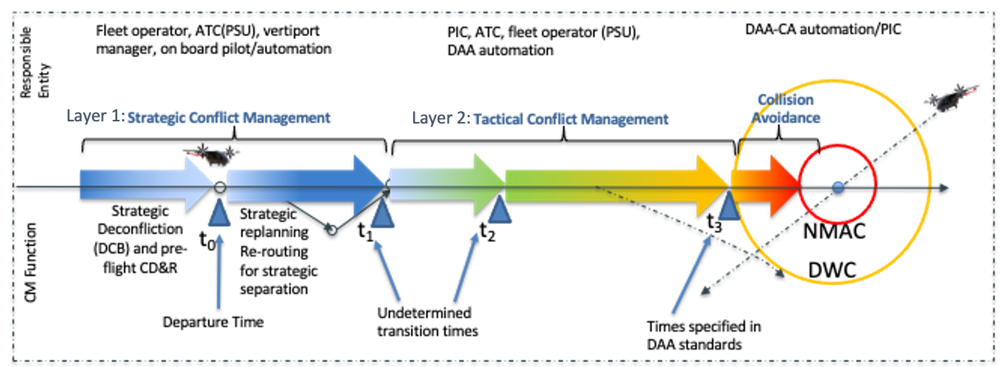 Responsible
Entity
Fleet operator, ATC(PSU), vertiport
manager, on board pilot/automation
PIC, ATC, fleet operator (PSU),
DAA automation
DAA-CA automation/PIC
Layer 1: Strategic Conflict Management
Layer 2: Tactical Conflict Management
Collision
Avoidance
CM Function
Strategic
Deconfliction
(DCB) and pre-
flight CD&R
t0
Strategic
replanning
Re-routing
for strategic
separation
t1
t2
t3
NMAC
DWC
Departure Time
Undetermined
transition times
Times specified in
DAA standards